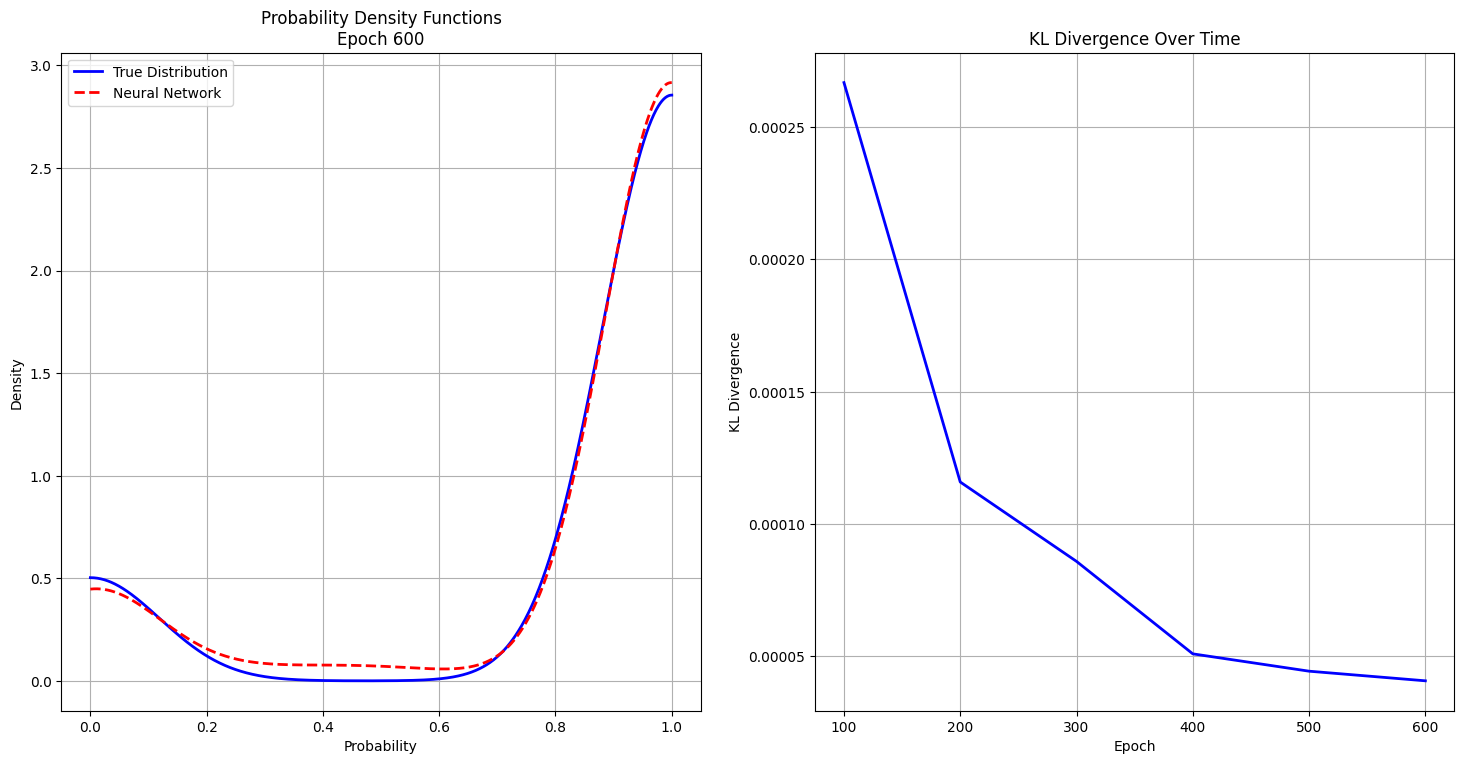 Probability Density Functions
Epoch 600
True Distribution
Neural Network
3.0
2.5
2.0
1.5
1.0
0.5
0.0
Density
0.0 0.2 0.4 0.6 0.8 1.0
Probability
KL Divergence Over Time
0.00025
0.00020
0.00015
0.00010
0.00005
KL Divergence
100 200 300 400 500 600
Epoch